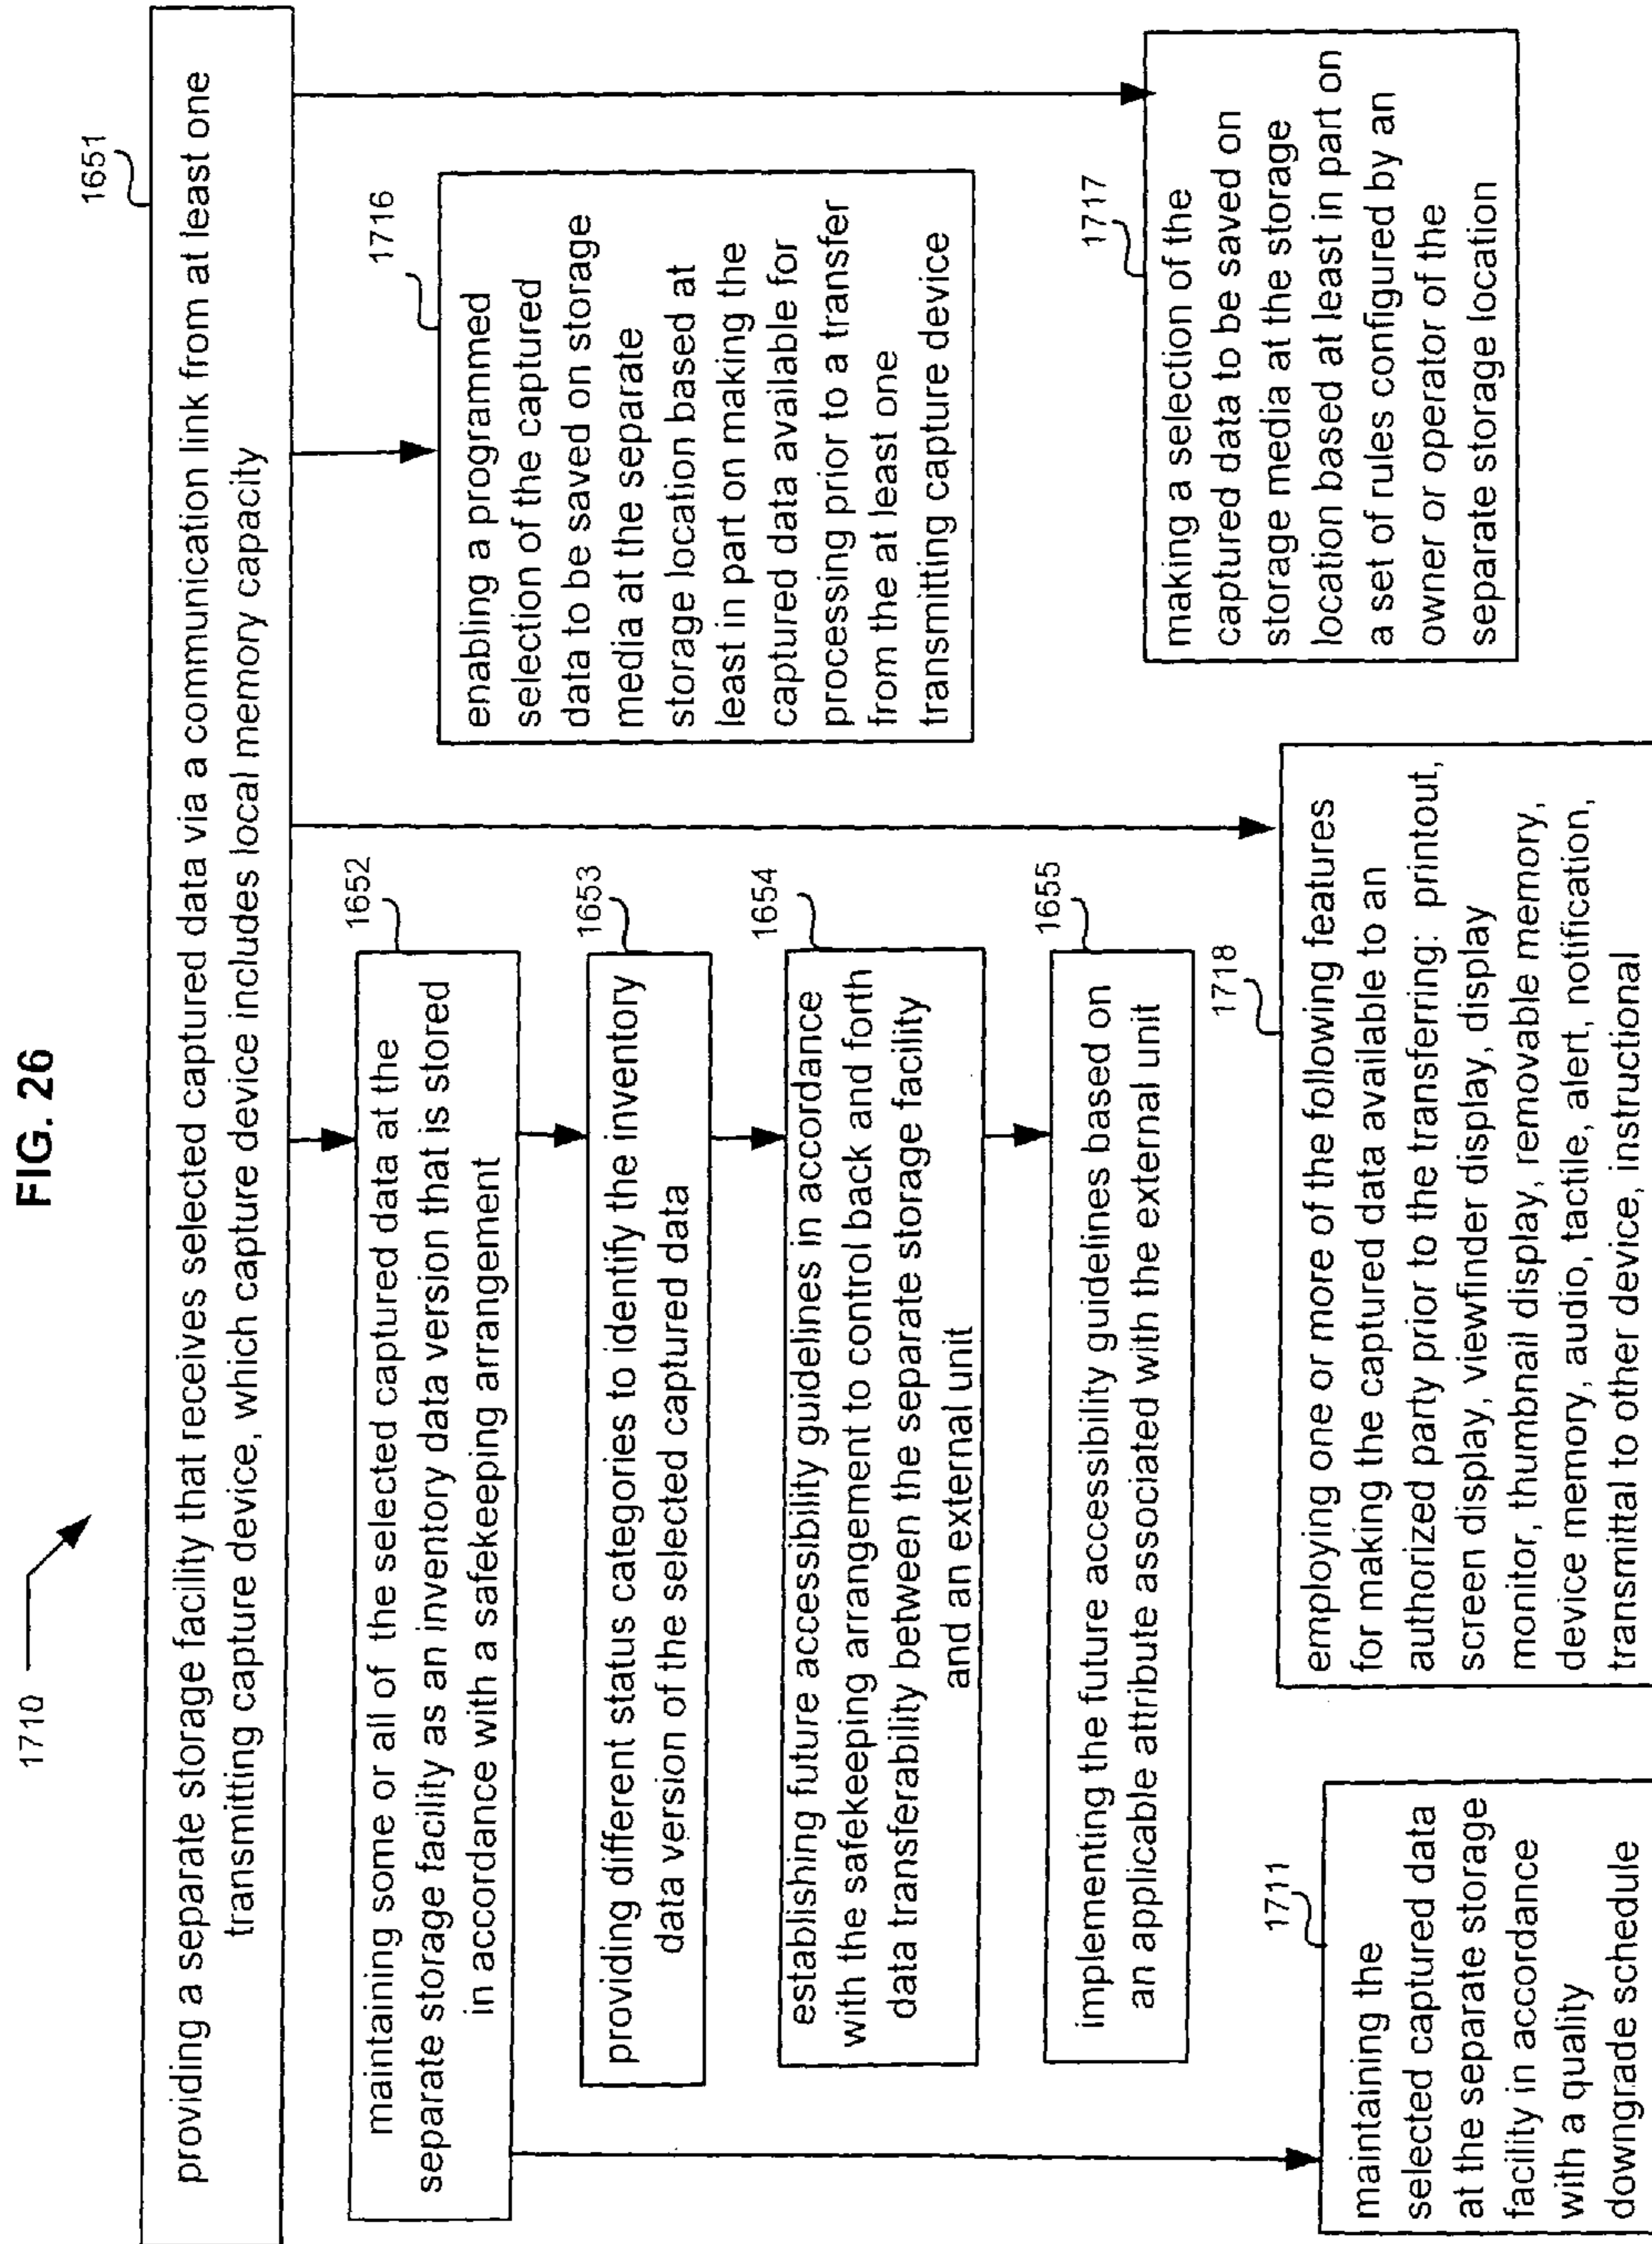 FIG. 26
1710
1651
providing a separate storage facility that receives selected captured data via a communication link from at least one
transmitting capture device, which capture device includes local memory capacity
1652
maintaining some or all of the selected captured data at the
separate storage facility as an inventory data version that is stored
in accordance with a safekeeping arrangement
1653
providing different status categories to identify the inventory
data version of the selected captured data
1654
establishing future accessibility guidelines in accordance
with the safekeeping arrangement to control back and forth
data transferability between the separate storage facility
and an external unit
1655
implementing the future accessibility guidelines based on
an applicable attribute associated with the external unit
1716
enabling a programmed
selection of the captured
data to be saved on storage
media at the separate
storage location based at
least in part on making the
captured data available for
processing prior to a transfer
from the at least one
transmitting capture device
1711
maintaining the
selected captured data
at the separate storage
facility in accordance
with a quality
downgrade schedule
1718
employing one or more of the following features
for making the captured data available to an
authorized party prior to the transferring: printout,
screen display, viewfinder display, display
monitor, thumbnail display, removable memory,
device memory, audio, tactile, alert, notification,
transmittal to other device, instructional
1717
making a selection of the
captured data to be saved on
storage media at the storage
location based at least in part on
a set of rules configured by an
owner or operator of the
separate storage location